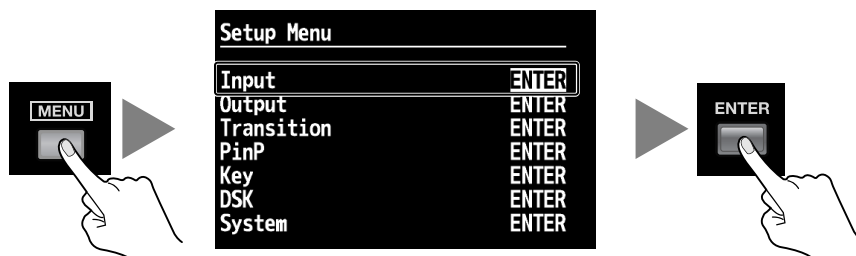 MENU
Setup Menu
Input ENTER
Output ENTER
Transition ENTER
PinP ENTER
Key ENTER
DSK ENTER
System ENTER
ENTER